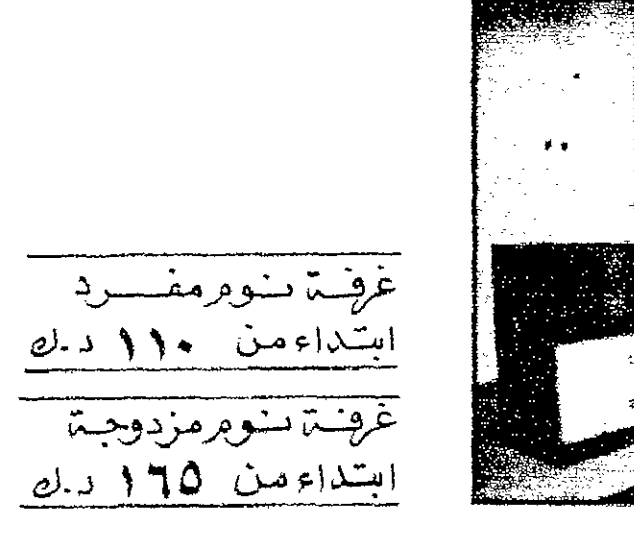 غرفة نوم مفرد
ابتداء من ١١٠ د.ك
غرفة نوم مزدوجة
ابتداء من ١٦٥ د.ك